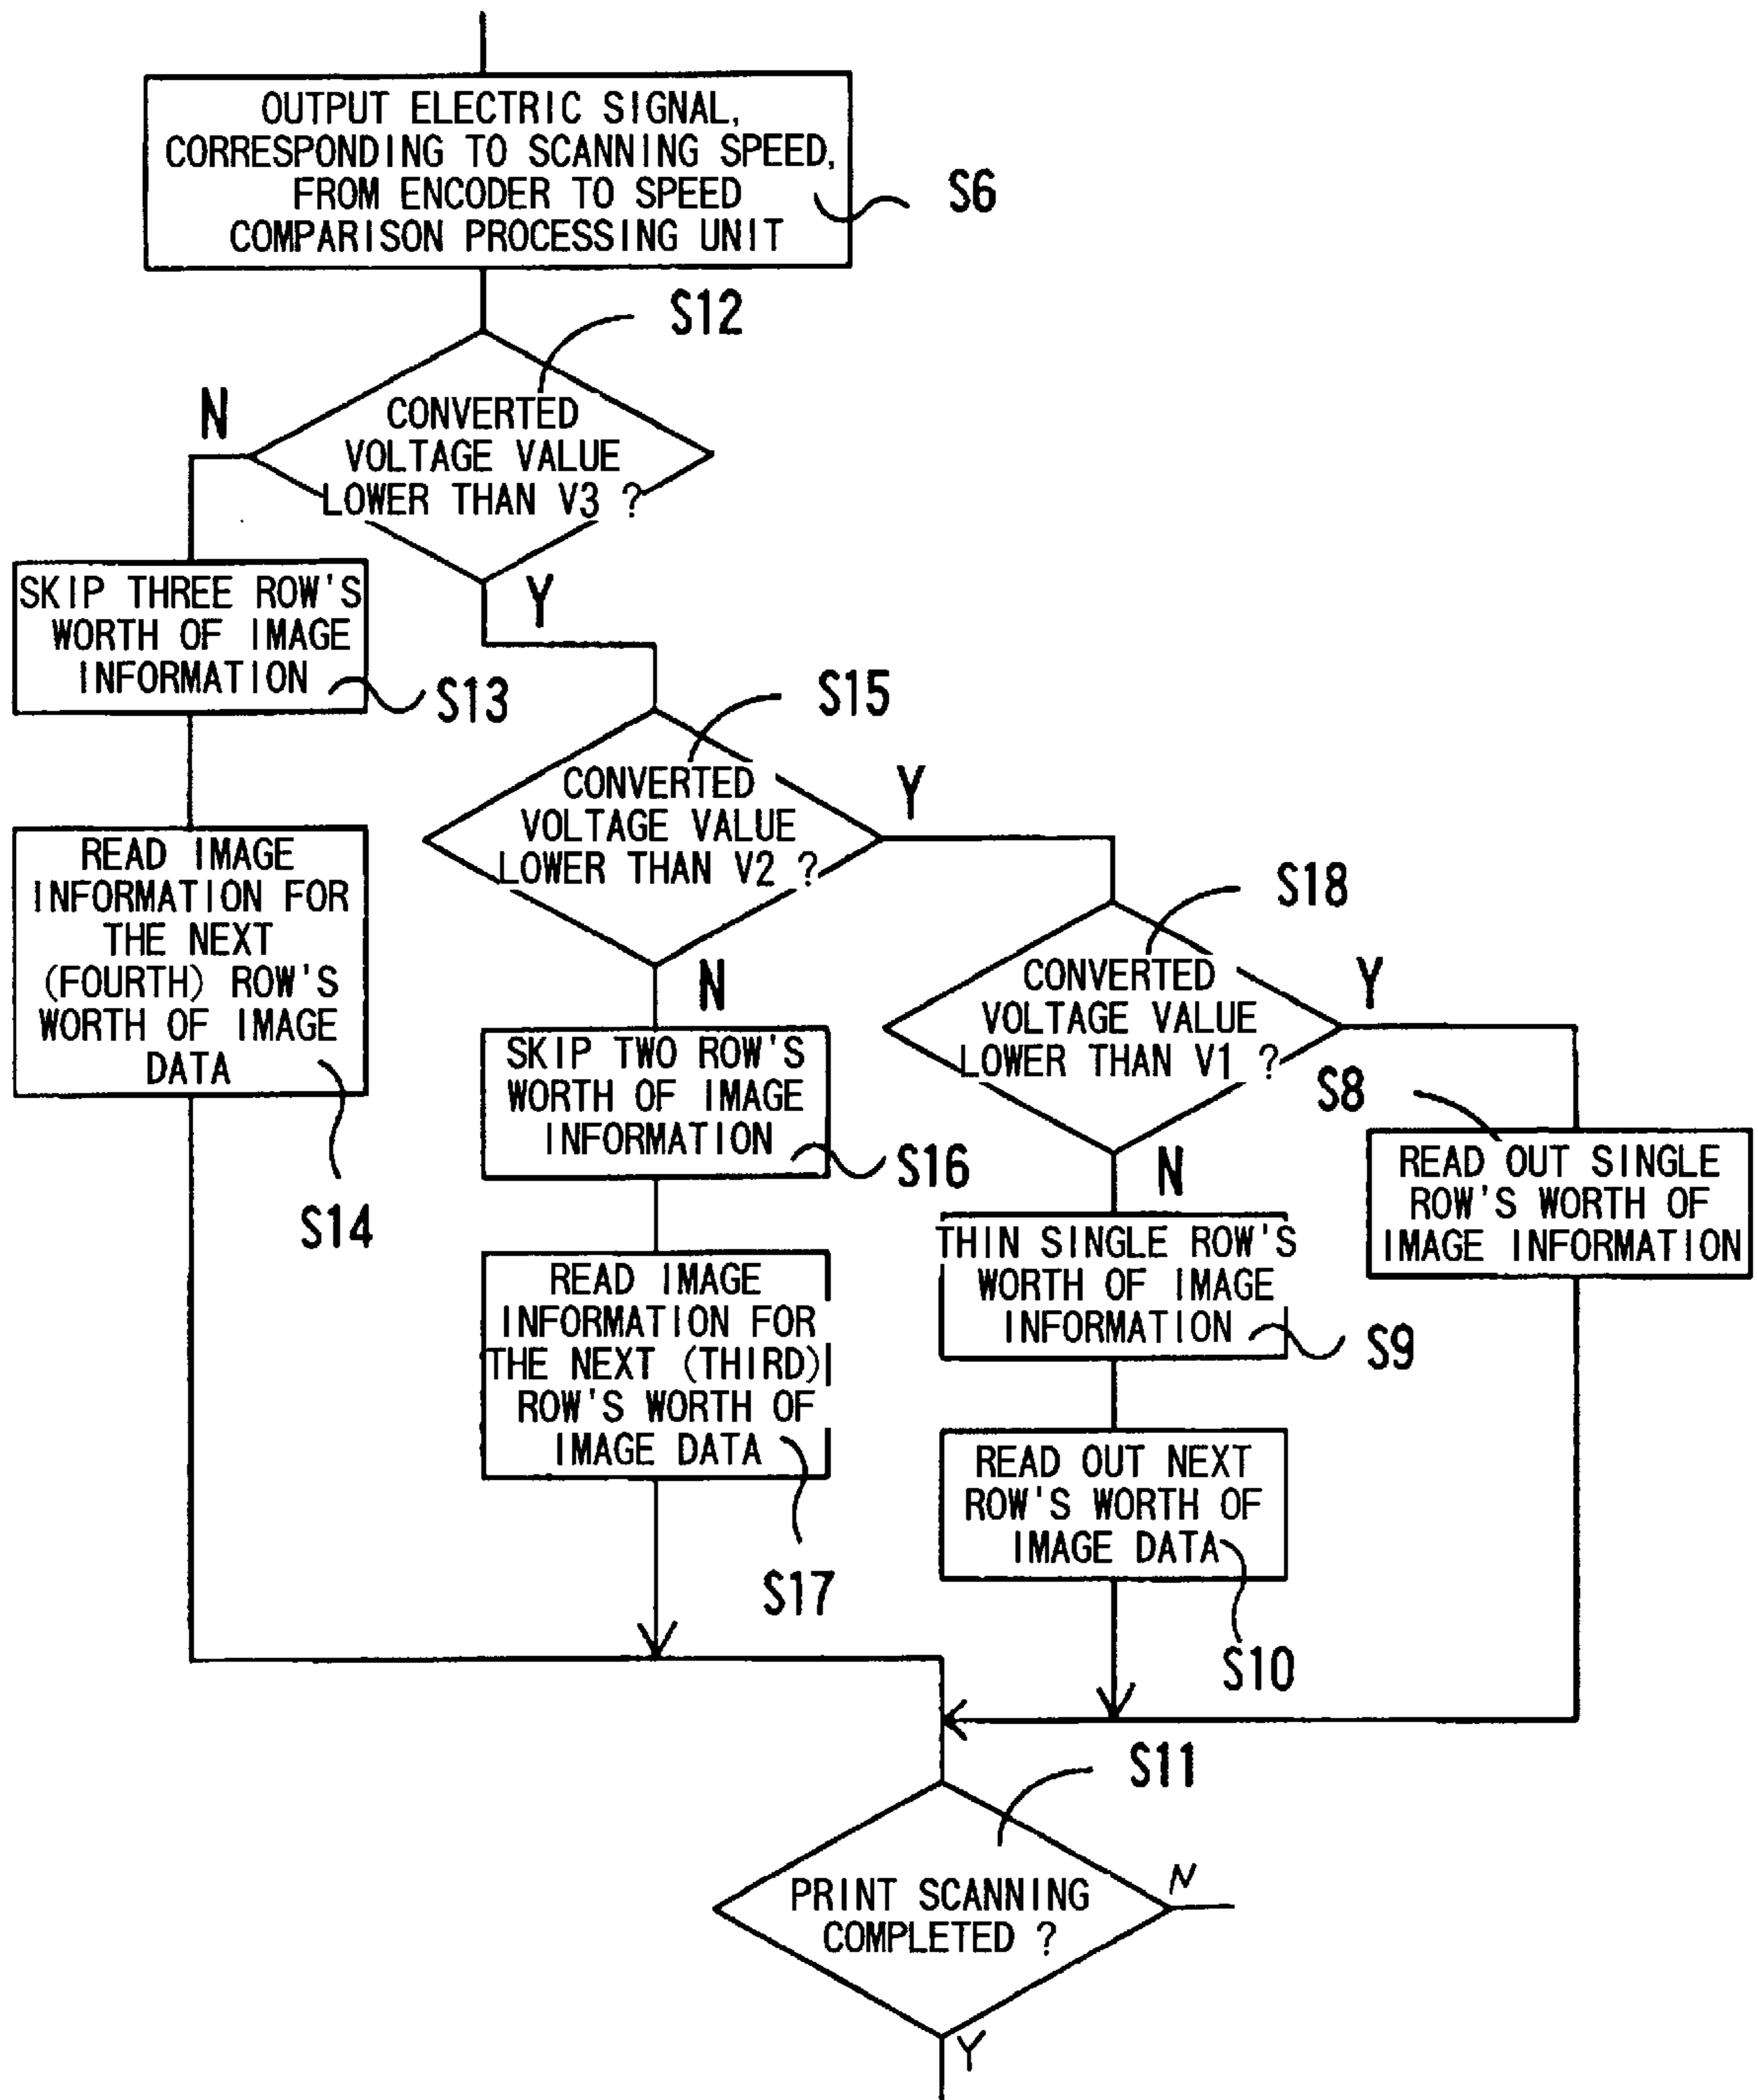 OUTPUT ELECTRIC SIGNAL,
CORRESPONDING TO SCANNING SPEED,
FROM ENCODER TO SPEED
COMPARISON PROCESSING UNIT
S6
S12
CONVERTED
VOLTAGE VALUE
LOWER THAN V3 ?
N
Y
SKIP THREE ROW'S
WORTH OF IMAGE
INFORMATION
S13
READ IMAGE
INFORMATION FOR
THE NEXT
(FOURTH) ROW'S
WORTH OF IMAGE
DATA
S14
S15
CONVERTED
VOLTAGE VALUE
LOWER THAN V2 ?
Y
N
SKIP TWO ROW'S
WORTH OF IMAGE
INFORMATION
S16
READ IMAGE
INFORMATION FOR
THE NEXT (THIRD)
ROW'S WORTH OF
IMAGE DATA
S17
S18
CONVERTED
VOLTAGE VALUE
LOWER THAN V1 ?
Y
N
S8
READ OUT SINGLE
ROW'S WORTH OF
IMAGE INFORMATION
THIN SINGLE ROW'S
WORTH OF IMAGE
INFORMATION
S9
READ OUT NEXT
ROW'S WORTH OF
IMAGE DATA
S10
S11
PRINT SCANNING
COMPLETED ?
N
Y